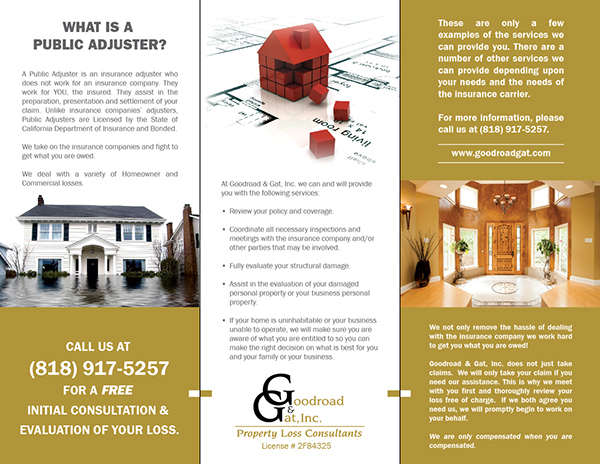 WHAT IS A
PUBLIC ADJUSTER?
A Public Adjuster is an insurance adjuster who
does not work for an insurance company. They
work for YOU, the insured. They assist in the
preparation, presentation and settlement of your
claim. Unlike insurance companies' adjusters,
Public Adjusters are Licensed by the State of
California Department of Insurance and Bonded.
We take on the insurance companies and fight to
get what you are owed.
We deal with a variety of Homeowner and
Commercial losses.
CALL US AT
(818) 917-5257
FOR A FREE
INITIAL CONSULTATION &
EVALUATION OF YOUR LOSS.
living room
14
At Goodroad & Gat, Inc. we can and will provide
you with the following services:
• Review your policy and coverage.
• Coordinate all necessary inspections and
meetings with the insurance company and/or
other parties that may be involved.
• Fully evaluate your structural damage.
• Assist in the evaluation of your damaged
personal property or your business personal
property.
• If your home is uninhabitable or your business
unable to operate, we will make sure you are
aware of what you are entitled to so you can
make the right decision on what is best for you
and your family or your business.
Goodroad
&
Gat, Inc.
Property Loss Consultants
License # 2F84325
These are only a few
examples of the services we
can provide you. There are a
number of other services we
can provide depending upon
your needs and the needs of
the insurance carrier.
For more information, please
call us at (818) 917-5257.
www.goodroadgat.com
We not only remove the hassle of dealing
with the insurance company we work hard
to get you what you are owed!
Goodroad & Gat, Inc. does not just take
claims. We will only take your claim if you
need our assistance. This is why we meet
with you first and thoroughly review your
loss free of charge. If we both agree you
need us, we will promptly begin to work on
your behalf.
We are only compensated when you are
compensated.